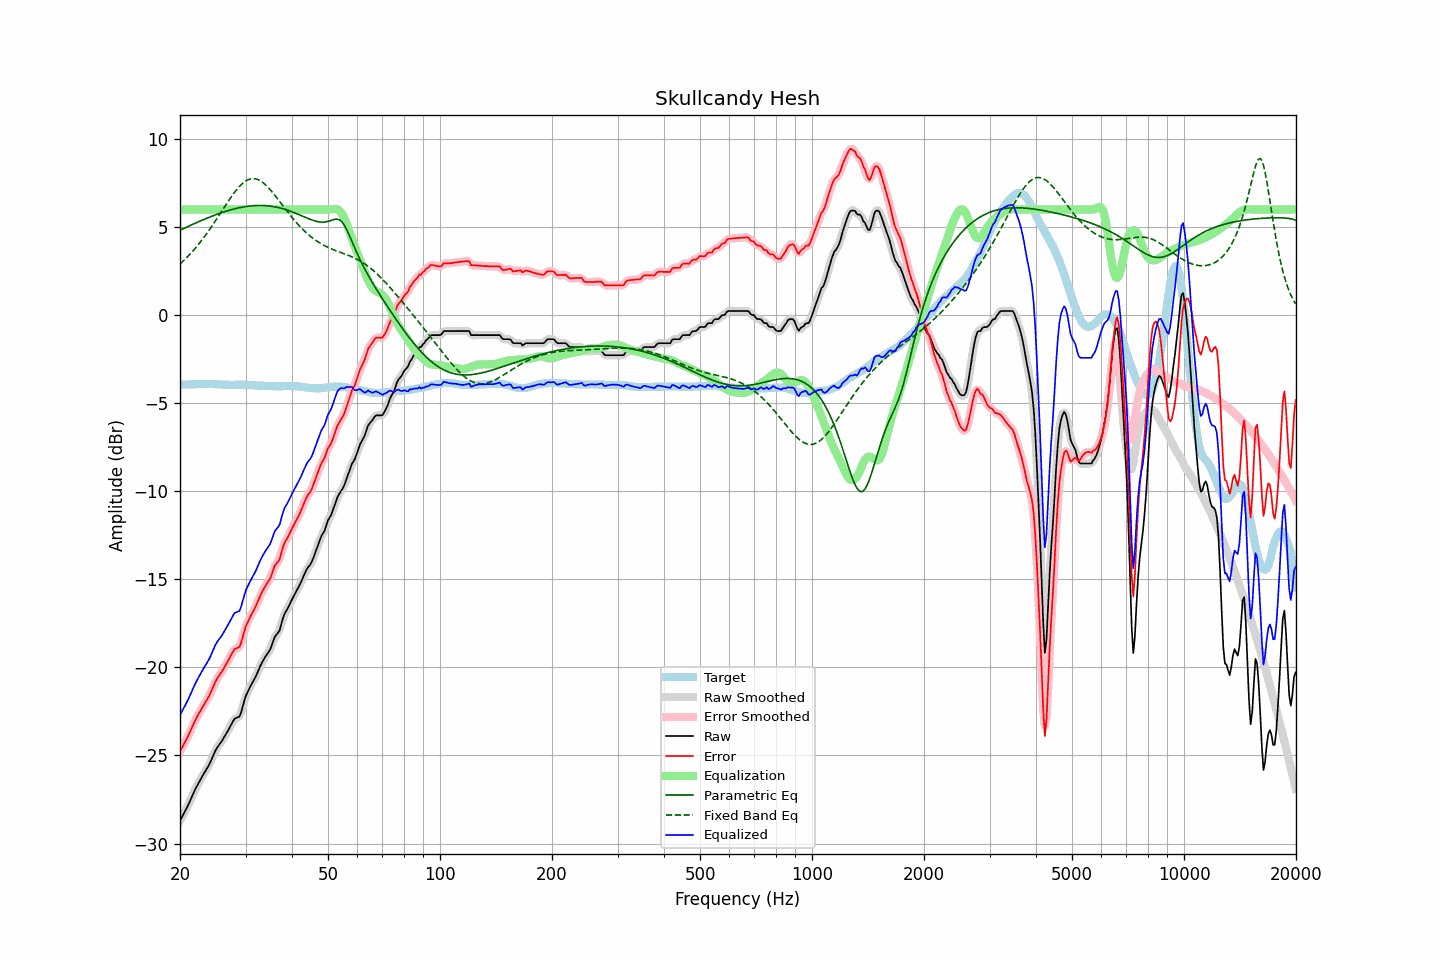 Skullcandy Hesh
10
5
0
−5
−10
−15
−20
−25
−30
Amplitude (dBr)
Target
Raw Smoothed
Error Smoothed
Raw
Error
Equalization
Parametric Eq
Fixed Band Eq
Equalized
20 50 100 200 500 1000 2000 5000 10000 20000
Frequency (Hz)